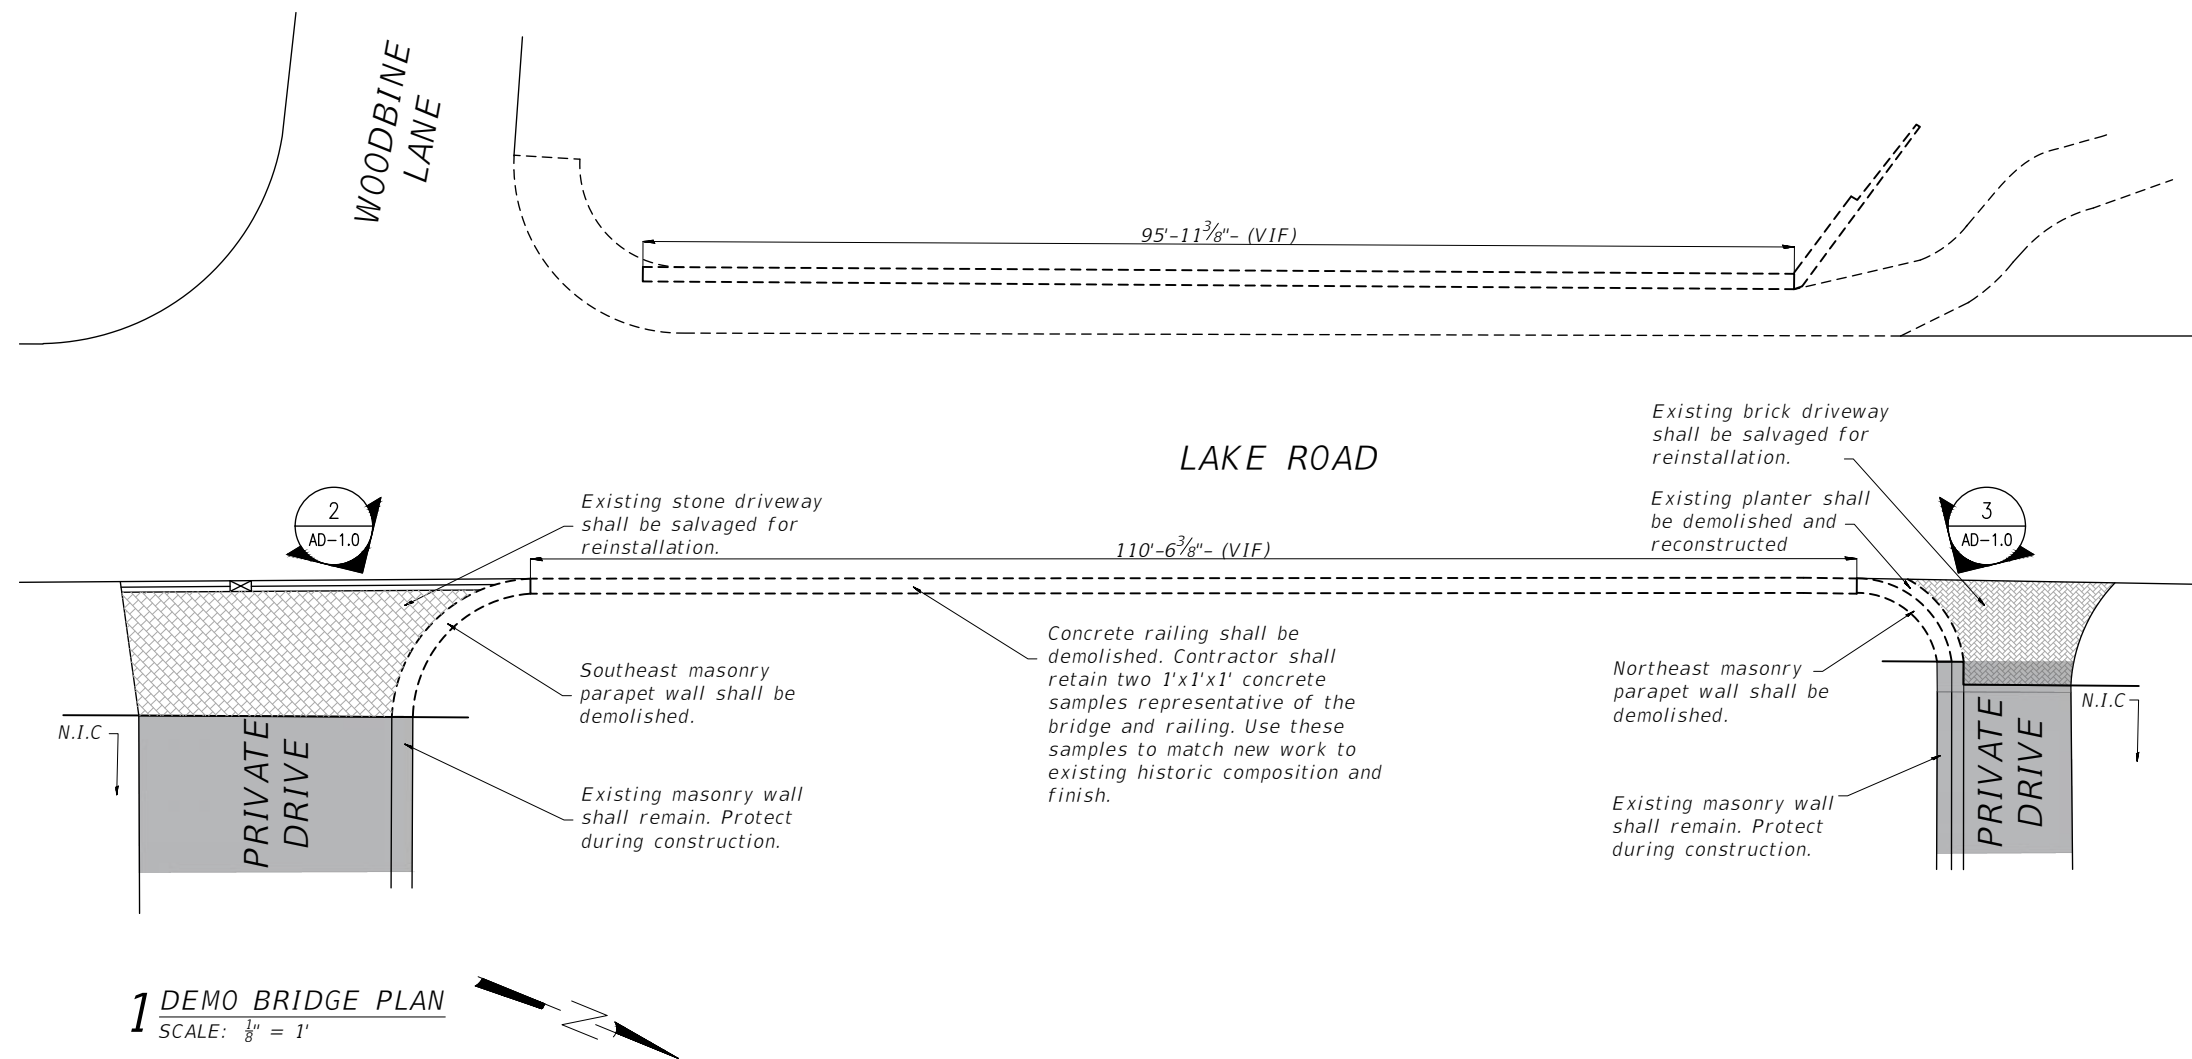 WOODBINE
LANE
95'-11 3/8"- (VIF)
LAKE ROAD
Existing brick driveway
shall be salvaged for
reinstallation.
Existing planter shall
be demolished and
reconstructed
2
AD-1.0
Existing stone driveway
shall be salvaged for
reinstallation.
110'-6 3/8"- (VIF)
3
AD-1.0
Concrete railing shall be
demolished. Contractor shall
retain two 1'x1'x1' concrete
samples representative of the
bridge and railing. Use these
samples to match new work to
existing historic composition and
finish.
Southeast masonry
parapet wall shall be
demolished.
Northeast masonry
parapet wall shall be
demolished.
N.I.C
N.I.C
PRIVATE
DRIVE
PRIVATE
DRIVE
Existing masonry wall
shall remain. Protect
during construction.
Existing masonry wall
shall remain. Protect
during construction.
1 DEMO BRIDGE PLAN
SCALE: 1/8" = 1'
N